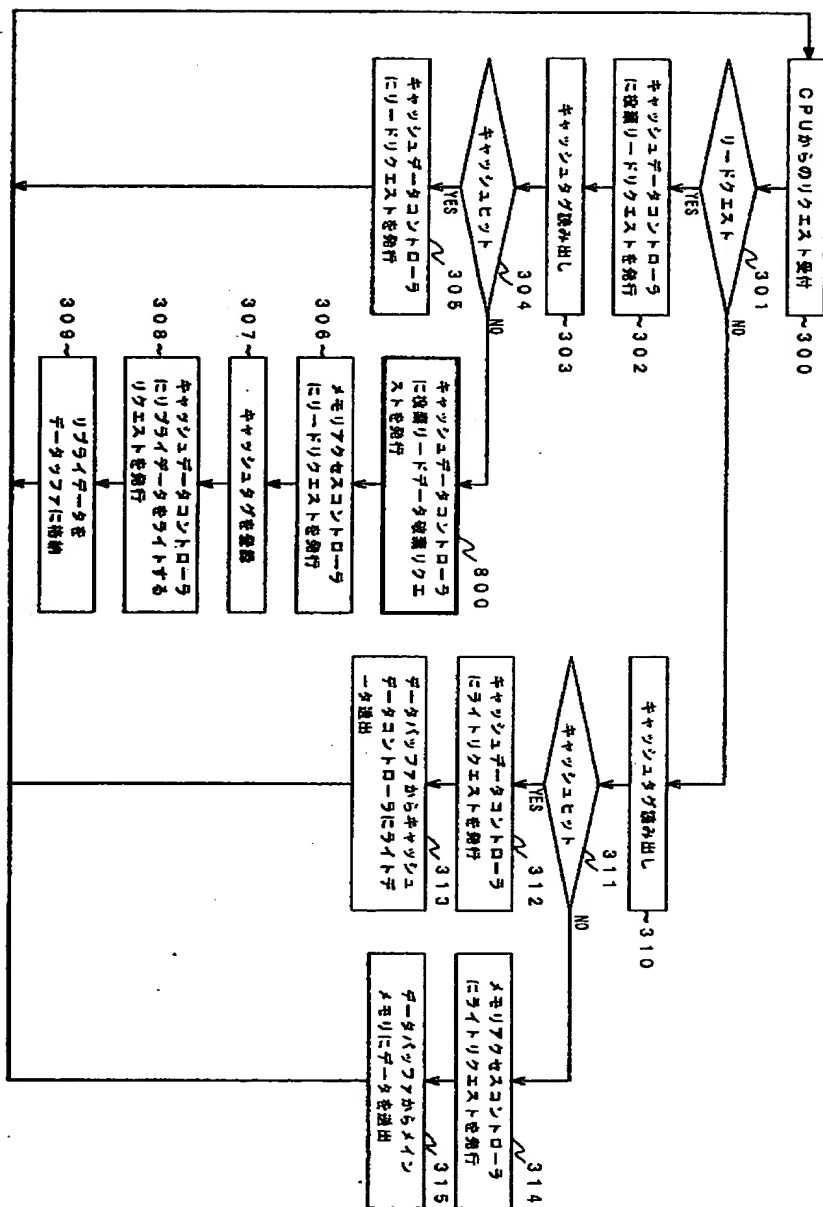 CPUからのリクエスト受付
~300
リードクエスト
301
YES
NO
キャッシュデータコントローラ
に投棄リードリクエストを発行
~302
キャッシュタグ読み出し
~303
キャッシュヒット
304
YES
NO
キャッシュデータコントローラ
にリードリクエストを発行
305
キャッシュデータコントローラ
に投棄リードデータ破棄リクエ
ストを発行
800
メモリアクセスコントローラ
にリードリクエストを発行
306~
キャッシュタグを登録
307~
キャッシュデータコントローラ
にリプライデータをライトする
リクエストを発行
308~
リプライデータを
データッファに格納
309~
キャッシュタグ読み出し
~310
キャッシュヒット
311
YES
NO
キャッシュデータコントローラ
にライトリクエストを発行
312
データバッファからキャッシュ
データコントローラにライトデ
ータ送出
313
メモリアクセスコントローラ
にライトリクエストを発行
314
データバッファからメイン
メモリにデータを送出
315